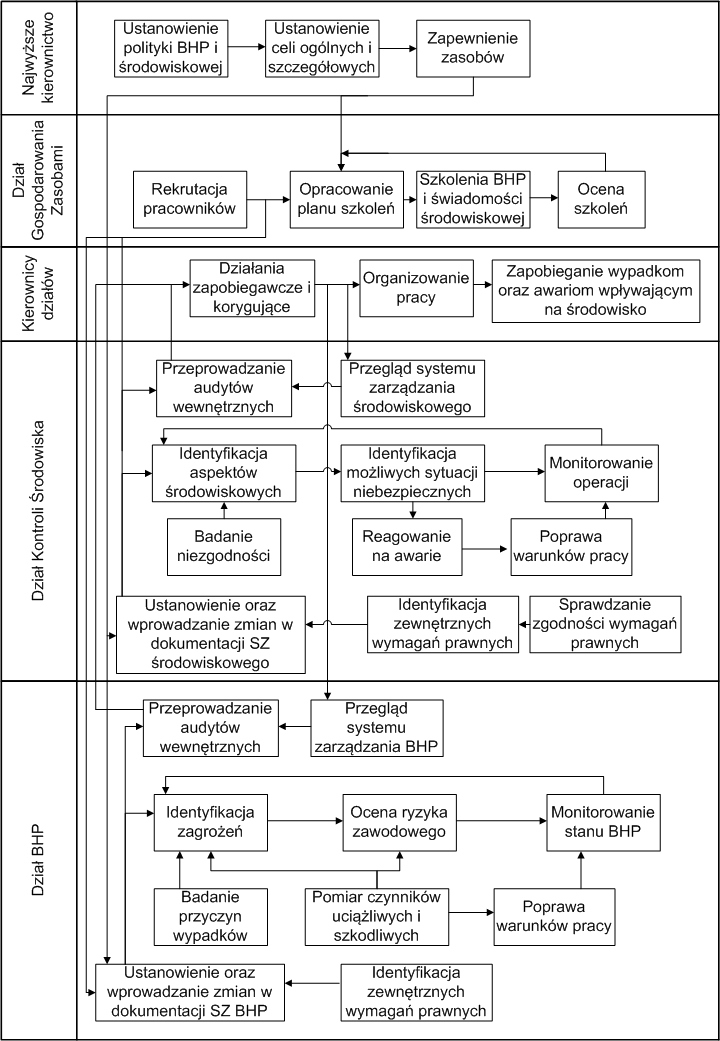 Najwyższe
kierownictwo
Ustanowienie
polityki BHP i
środowiskowej
Ustanowienie
celi ogólnych i
szczegółowych
Zapewnienie
zasobów
Dział
Gospodarowania
Zasobami
Rekrutacja
pracowników
Opracowanie
planu szkoleń
Szkolenia BHP
i świadomości
środowiskowej
Ocena
szkoleń
Kierownicy
działów
Działania
zapobiegawcze i
korygujące
Organizowanie
pracy
Zapobieganie wypadkom
oraz awariom wpływającym
na środowisko
Dział Kontroli Środowiska
Przeprowadzanie
audytów
wewnętrznych
Przegląd systemu
zarządzania
środowiskowego
Identyfikacja
aspektów
środowiskowych
Identyfikacja
możliwych sytuacji
niebezpiecznych
Monitorowanie
operacji
Badanie
niezgodności
Reagowanie
na awarie
Poprawa
warunków pracy
Ustanowienie oraz
wprowadzanie zmian w
dokumentacji SZ
środowiskowego
Identyfikacja
zewnętrznych
wymagań prawnych
Sprawdzanie
zgodności wymagań
prawnych
Dział BHP
Przeprowadzanie
audytów
wewnętrznych
Przegląd
systemu
zarządzania BHP
Identyfikacja
zagrożeń
Ocena ryzyka
zawodowego
Monitorowanie
stanu BHP
Badanie
przyczyn
wypadków
Pomiar czynników
uciążliwych i
szkodliwych
Poprawa
warunków pracy
Ustanowienie oraz
wprowadzanie zmian w
dokumentacji SZ BHP
Identyfikacja
zewnętrznych
wymagań prawnych